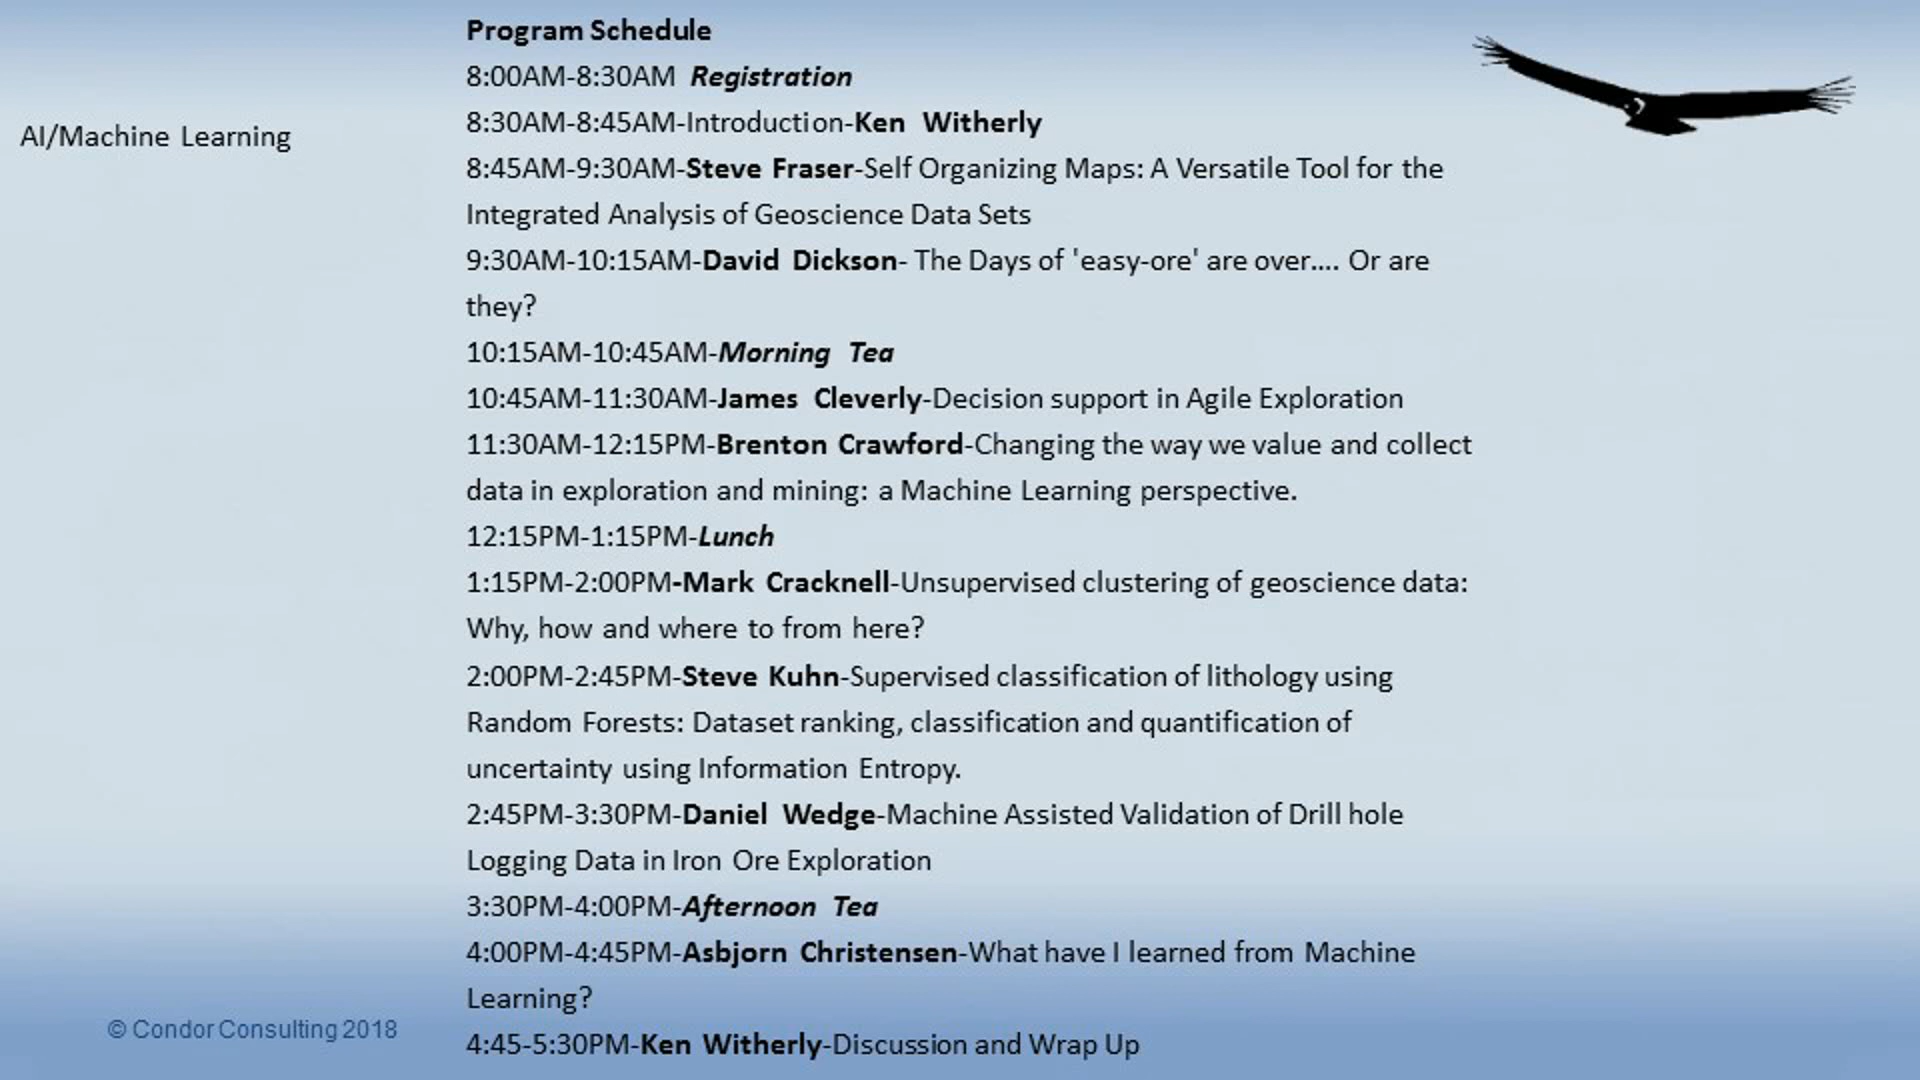 Program Schedule
8:00AM-8:30AM Registration
8:30AM-8:45AM-Introduction-Ken Witherly
AI/Machine Learning
8:45AM-9:30AM-Steve Fraser-Self Organizing Maps: A Versatile Tool for the
Integrated Analysis of Geoscience Data Sets
9:30AM-10:15AM-David Dickson- The Days of 'easy-ore' are over.... Or are
they?
10:15AM-10:45AM-Morning Tea
10:45AM-11:30AM-James Cleverly-Decision support in Agile Exploration
11:30AM-12:15PM-Brenton Crawford-Changing the way we value and collect
data in exploration and mining: a Machine Learning perspective.
12:15PM-1:15PM-Lunch
1:15PM-2:00PM-Mark Cracknell-Unsupervised clustering of geoscience data:
Why, how and where to from here?
2:00PM-2:45PM-Steve Kuhn-Supervised classification of lithology using
Random Forests: Dataset ranking, classification and quantification of
uncertainty using Information Entropy.
2:45PM-3:30PM-Daniel Wedge-Machine Assisted Validation of Drill hole
Logging Data in Iron Ore Exploration
3:30PM-4:00PM-Afternoon Tea
4:00PM-4:45PM-Asbjorn Christensen-What have I learned from Machine
Learning?
4:45-5:30PM-Ken Witherly-Discussion and Wrap Up
© Condor Consulting 2018